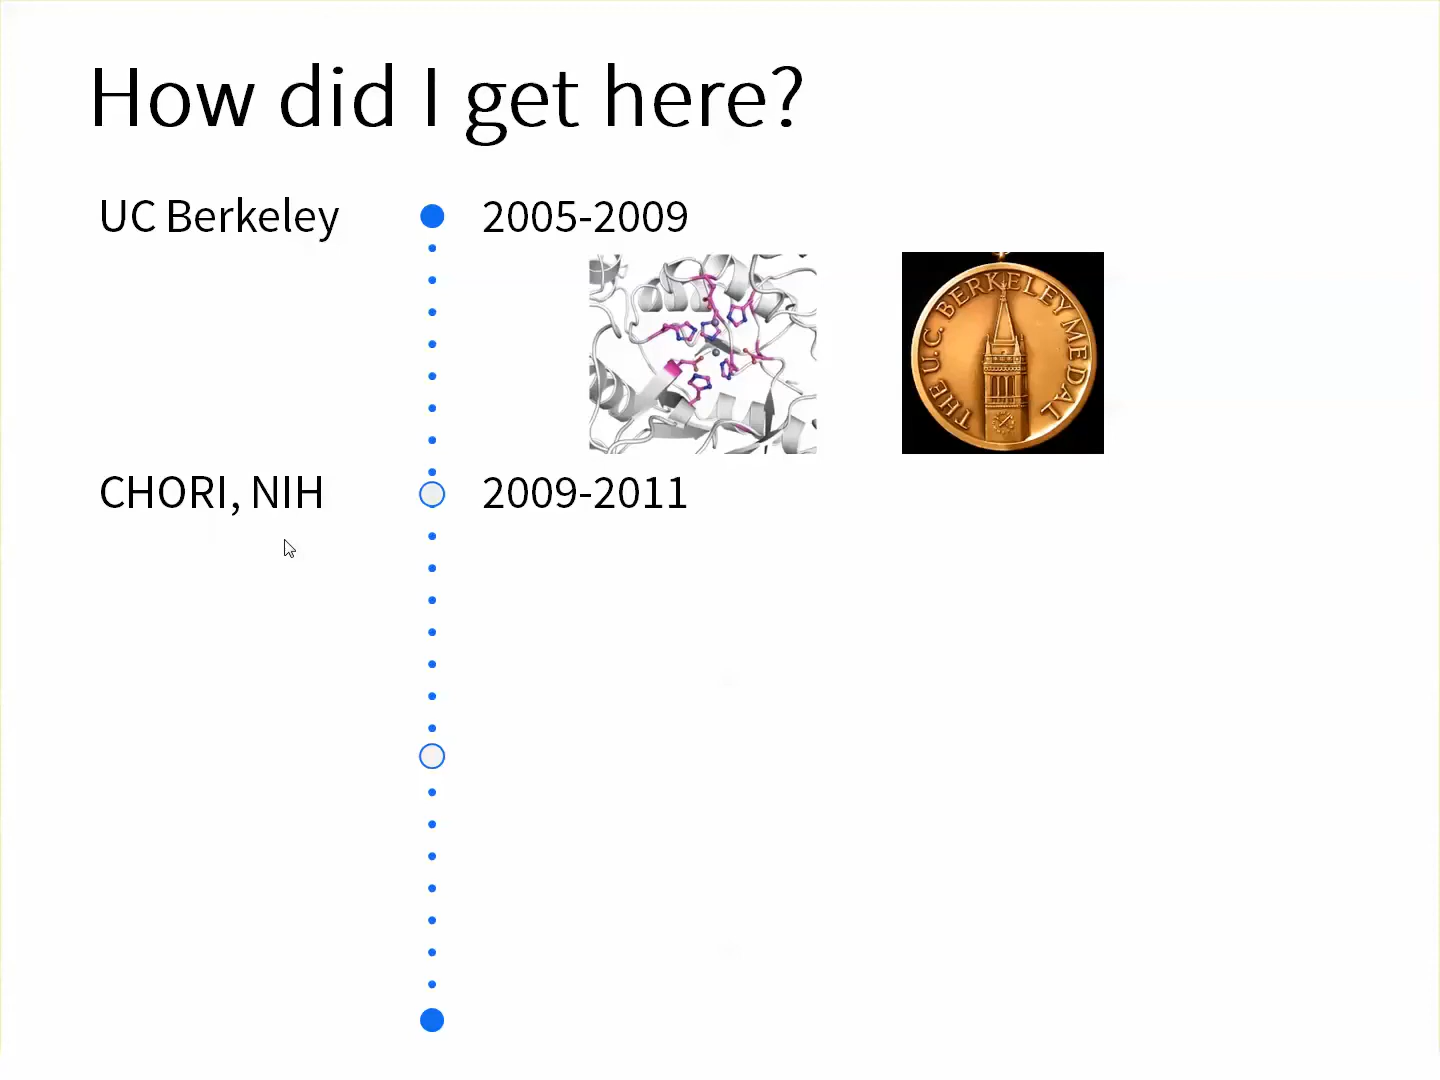 How did I get here?
UC Berkeley
2005-2009
THE U.C. BERKELEY MEDAL
CHORI, NIH
2009-2011